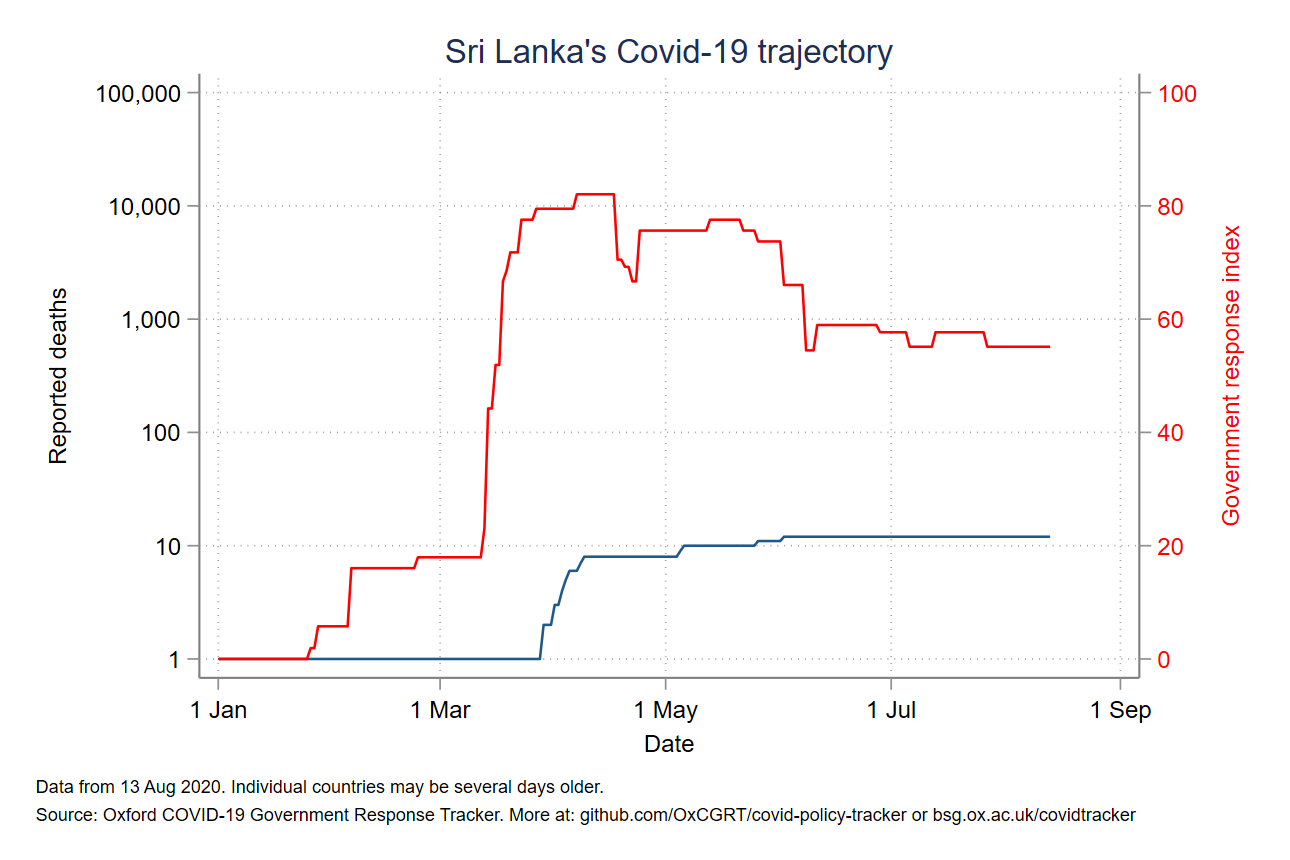 Sri Lanka's Covid-19 trajectory
100,000
10,000
1,000
100
10
1
Reported deaths
100
80
60
40
20
0
Government response index
1 Jan
1 Mar
1 May
1 Jul
1 Sep
Date
Data from 13 Aug 2020. Individual countries may be several days older.
Source: Oxford COVID-19 Government Response Tracker. More at: github.com/OxCGRT/covid-policy-tracker or bsg.ox.ac.uk/covidtracker